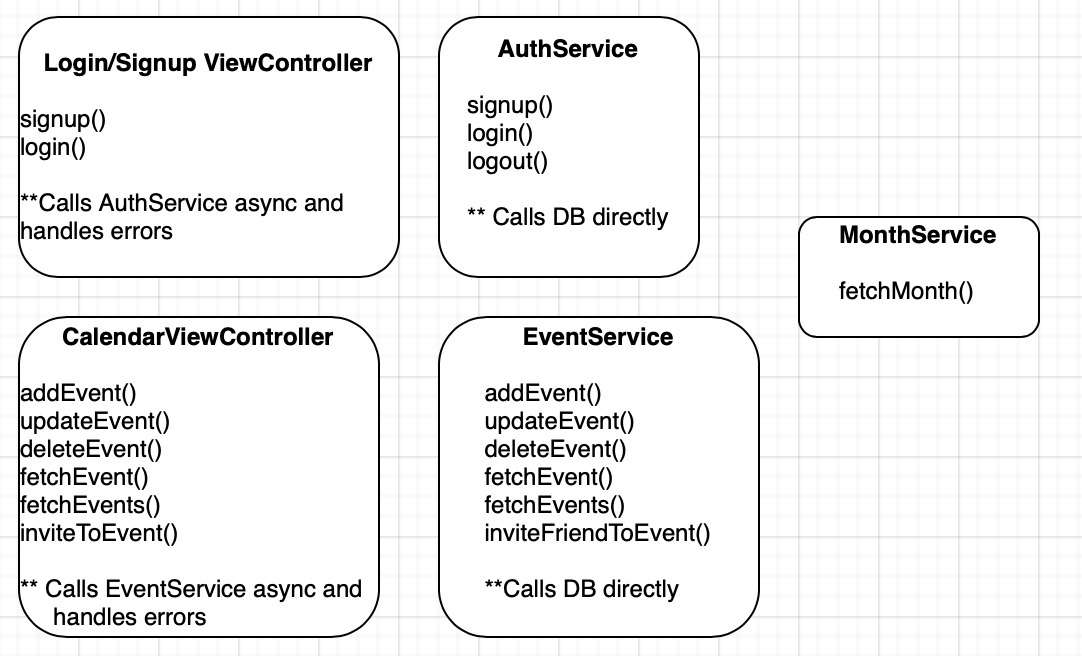 Login/Signup ViewController
signup()
login()
**Calls AuthService async and
handles errors
AuthService
signup()
login()
logout()
** Calls DB directly
MonthService
fetchMonth()
CalendarViewController
addEvent()
updateEvent()
deleteEvent()
fetchEvent()
fetchEvents()
inviteToEvent()
** Calls EventService async and
handles errors
EventService
addEvent()
updateEvent()
deleteEvent()
fetchEvent()
fetchEvents()
inviteFriendToEvent()
**Calls DB directly